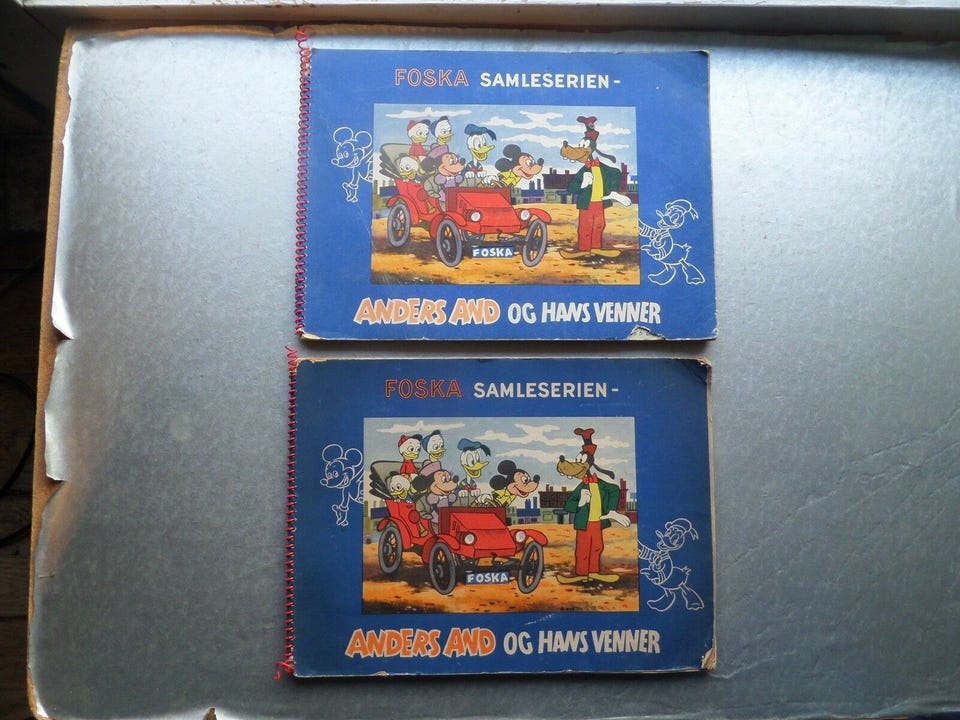 FOSKA SAMLESERIEN-
FOSKA
ANDERS AND OG HANS VENNER
FOSKA SAMLESERIEN-
FOSKA
ANDERS AND OG HANS VENNER